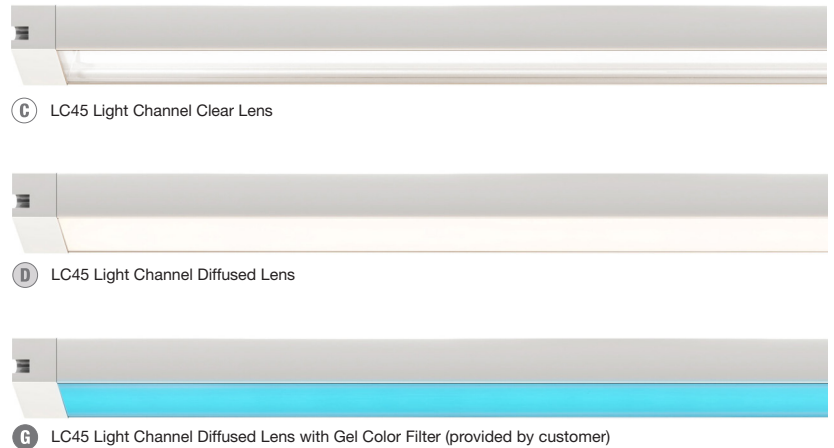 C LC45 Light Channel Clear Lens
D LC45 Light Channel Diffused Lens
G LC45 Light Channel Diffused Lens with Gel Color Filter (provided by customer)